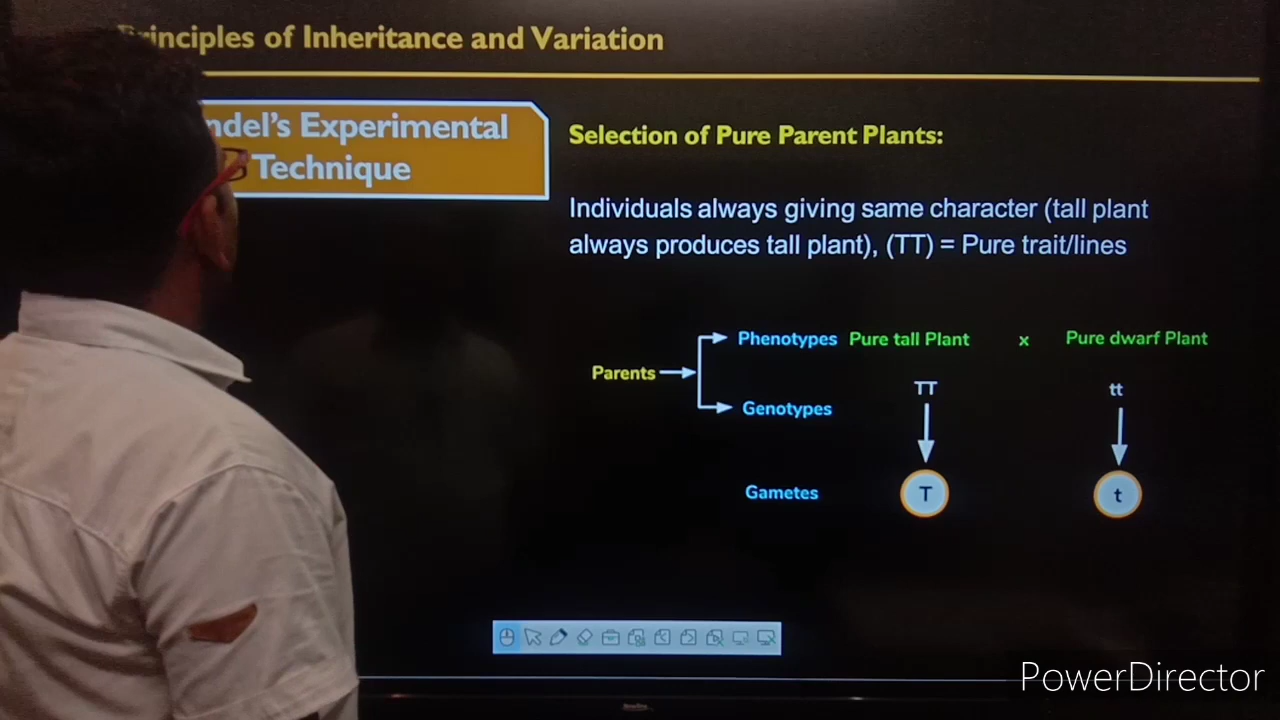 Principles of Inheritance and Variation
ndel's Experimental
Technique
Selection of Pure Parent Plants:
Individuals always giving same character (tall plant
always produces tall plant), (TT) = Pure trait/lines
Phenotypes Pure tall Plant x Pure dwarf Plant
Parents
TT tt
Genotypes
Gametes T t
PowerDirector